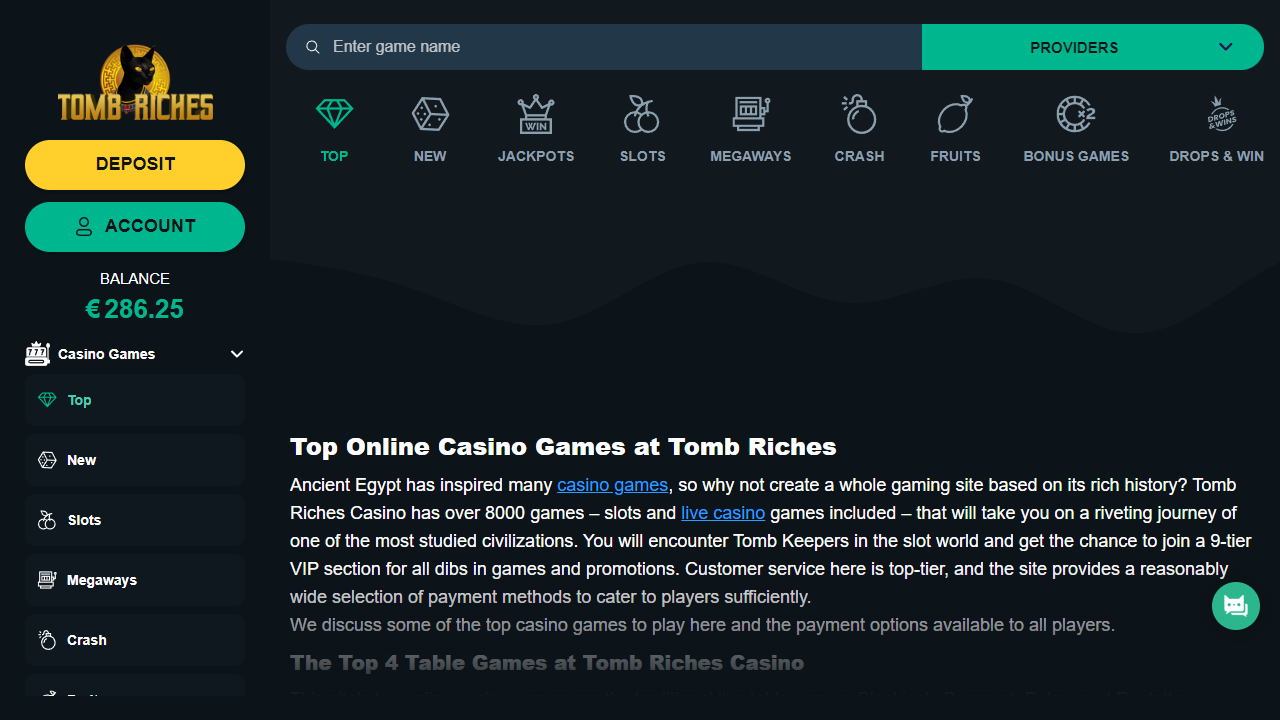 TOMB RICHES
DEPOSIT
ACCOUNT
BALANCE
€ 286.25
Casino Games
Top
New
Slots
Megaways
Crash
Enter game name
PROVIDERS
TOP
NEW
WIN
JACKPOTS
SLOTS
MEGAWAYS
CRASH
FRUITS
X2
BONUS GAMES
DROPS
&WINS
DROPS & WIN
Top Online Casino Games at Tomb Riches
Ancient Egypt has inspired many casino games, so why not create a whole gaming site based on its rich history? Tomb
Riches Casino has over 8000 games – slots and live casino games included – that will take you on a riveting journey of
one of the most studied civilizations. You will encounter Tomb Keepers in the slot world and get the chance to join a 9-tier
VIP section for all dibs in games and promotions. Customer service here is top-tier, and the site provides a reasonably
wide selection of payment methods to cater to players sufficiently.
We discuss some of the top casino games to play here and the payment options available to all players.
The Top 4 Table Games at Tomb Riches Casino